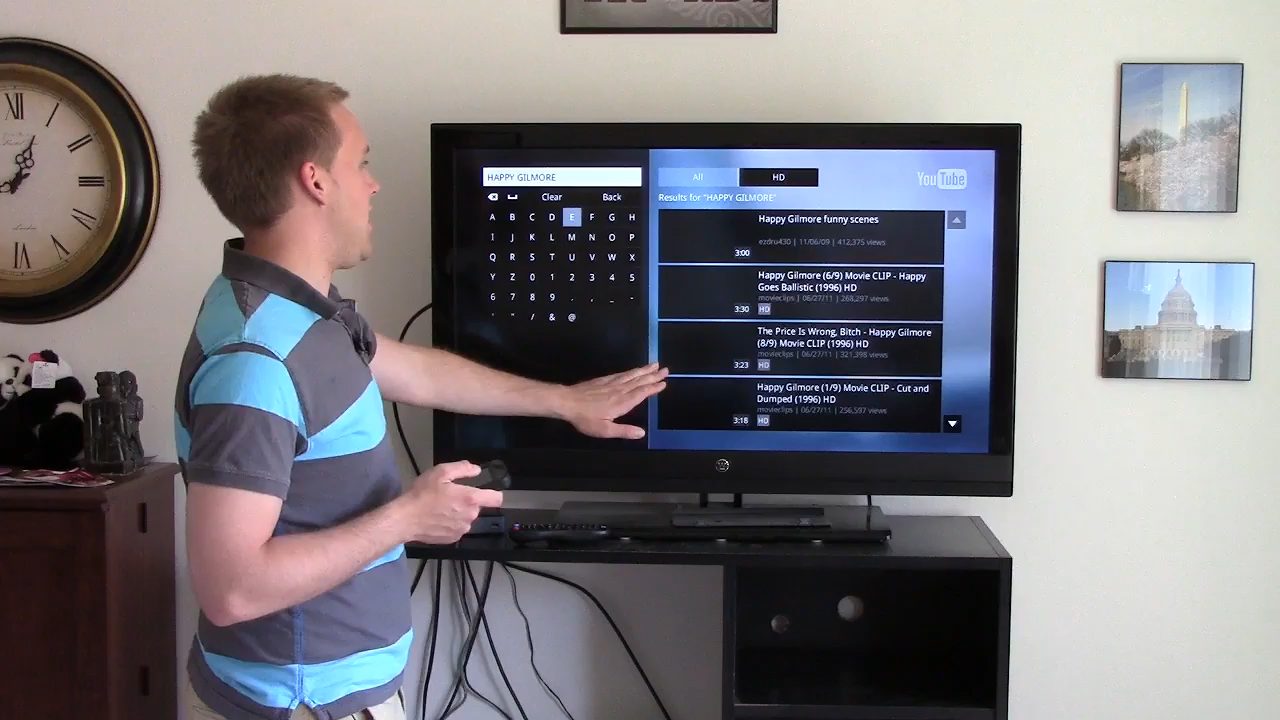 HAPPY GILMORE
Clear Back
A B C D E F G H
I J K L M N O P
Q R S T U V W X
Y Z 0 1 2 3 4 5
6 7 8 9 . , _ -
' " / & @
All HD
YouTube
Results for "HAPPY GILMORE"
Happy Gilmore funny scenes
ezdru430 | 11/06/09 | 412,375 views
3:00
Happy Gilmore (6/9) Movie CLIP - Happy
Goes Ballistic (1996) HD
movieclips | 06/27/11 | 268,297 views
3:30 HD
The Price Is Wrong, Bitch - Happy Gilmore
(8/9) Movie CLIP (1996) HD
movieclips | 06/27/11 | 321,398 views
3:23 HD
Happy Gilmore (1/9) Movie CLIP - Cut and
Dumped (1996) HD
movieclips | 06/27/11 | 256,597 views
3:18 HD
XII
I
II
III
IIII
V
VI